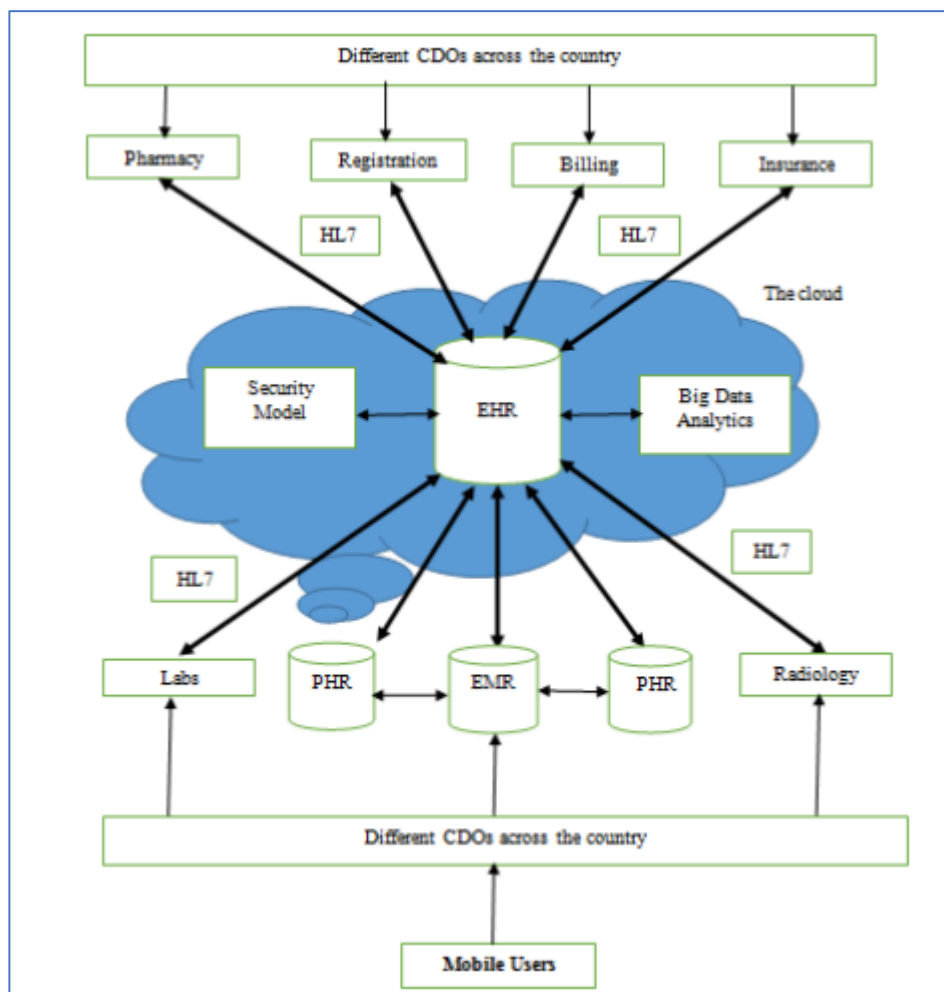 Different CDOs across the country
Pharmacy
Registration
Billing
Insurance
HL7
HL7
The cloud
Security
Model
EHR
Big Data
Analytics
HL7
HL7
Labs
PHR
EMR
PHR
Radiology
Different CDOs across the country
Mobile Users